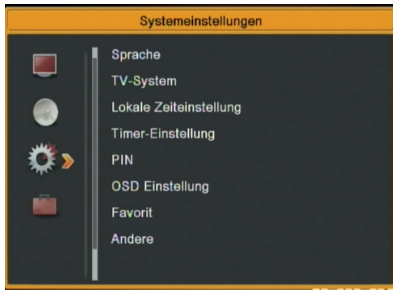 Systemeinstellungen
Sprache
TV-System
Lokale Zeiteinstellung
Timer-Einstellung
PIN
OSD Einstellung
Favorit
Andere